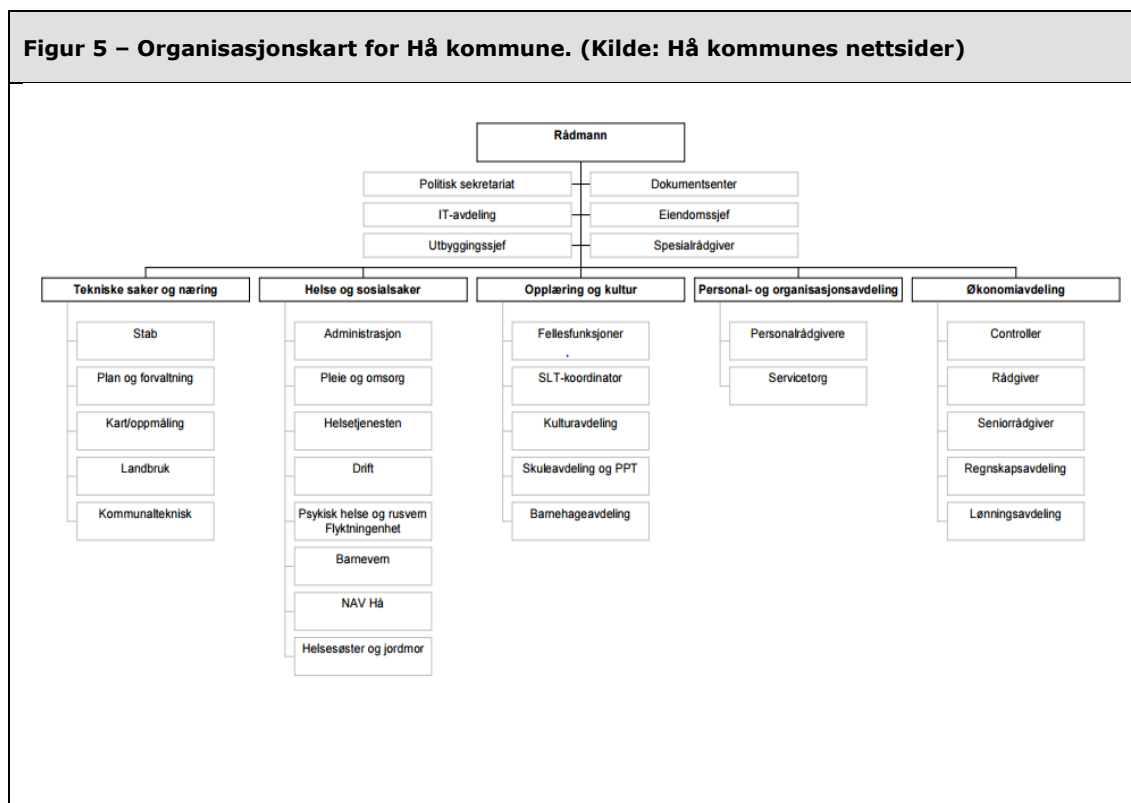 Figur 5 – Organisasjonskart for Hå kommune. (Kilde: Hå kommunes nettsider)
Rådmann
Politisk sekretariat
Dokumentsenter
IT-avdeling
Eiendomssjef
Utbyggingssjef
Spesialrådgiver
Tekniske saker og næring
Stab
Plan og forvaltning
Kart/oppmåling
Landbruk
Kommunalteknisk
Helse og sosialsaker
Administrasjon
Pleie og omsorg
Helsetjenesten
Drift
Psykisk helse og rusvern
Flyktningenhet
Barnevern
NAV Hå
Helsesøster og jordmor
Opplæring og kultur
Fellesfunksjoner
SLT-koordinator
Kulturavdeling
Skuleavdeling og PPT
Barnehageavdeling
Personal- og organisasjonsavdeling
Personalrådgivere
Servicetorg
Økonomiavdeling
Controller
Rådgiver
Seniorrådgiver
Regnskapsavdeling
Lønningsavdeling